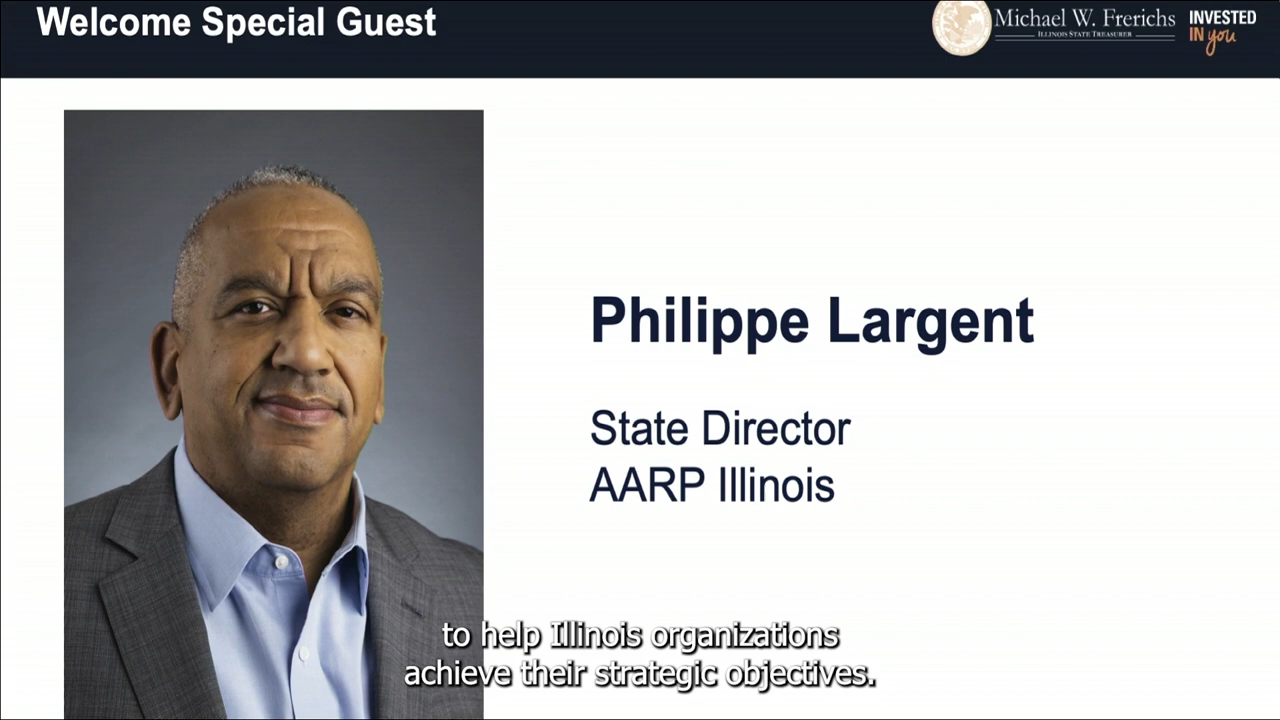 Welcome Special Guest
Michael W. Frerichs
ILLINOIS STATE TREASURER
INVESTED
IN you
Philippe Largent
State Director
AARP Illinois
to help Illinois organizations
achieve their strategic objectives.